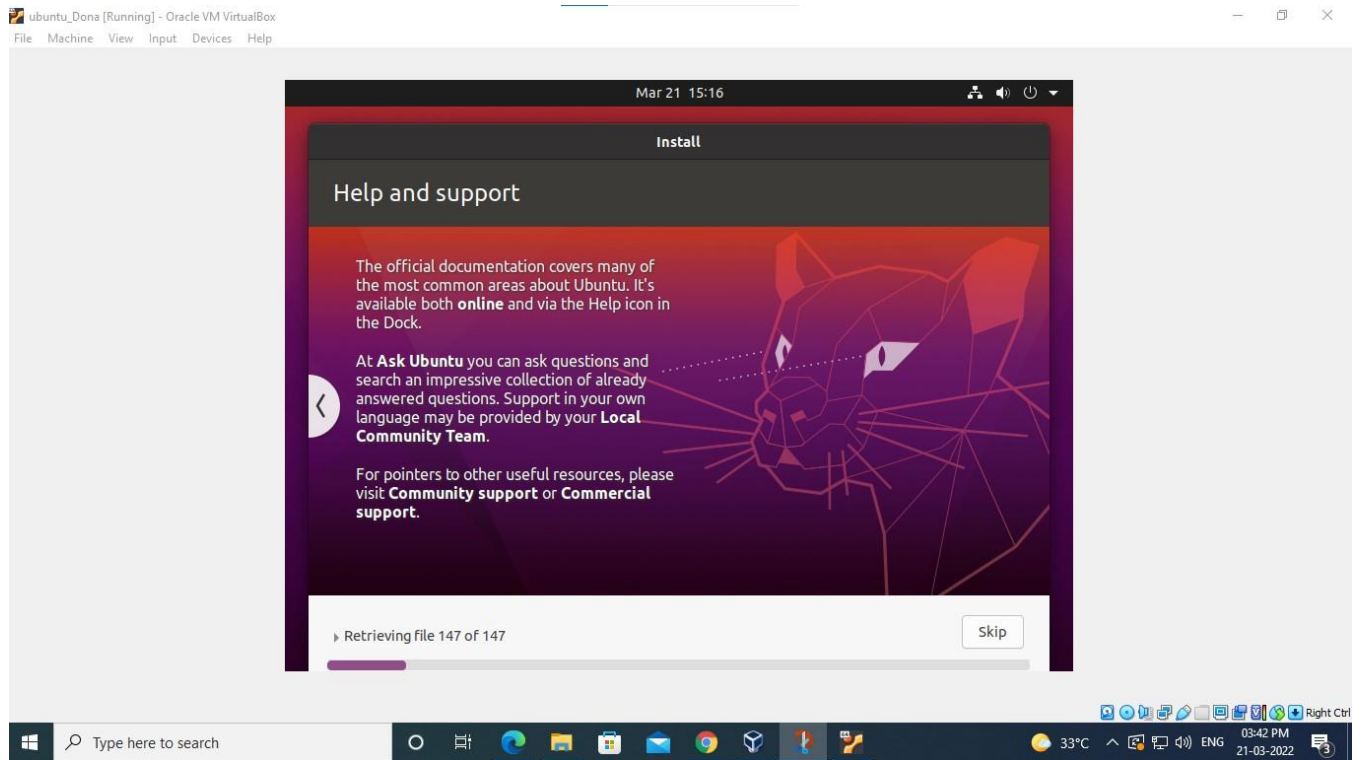 ubuntu_Dona [Running] - Oracle VM VirtualBox
File Machine View Input Devices Help
Mar 21 15:16
Install
Help and support
The official documentation covers many of
the most common areas about Ubuntu. It's
available both online and via the Help icon in
the Dock.
At Ask Ubuntu you can ask questions and
search an impressive collection of already
answered questions. Support in your own
language may be provided by your Local
Community Team.
For pointers to other useful resources, please
visit Community support or Commercial
support.
Retrieving file 147 of 147
Skip
Right Ctrl
Type here to search
33°C
ENG
03:42 PM
21-03-2022
3